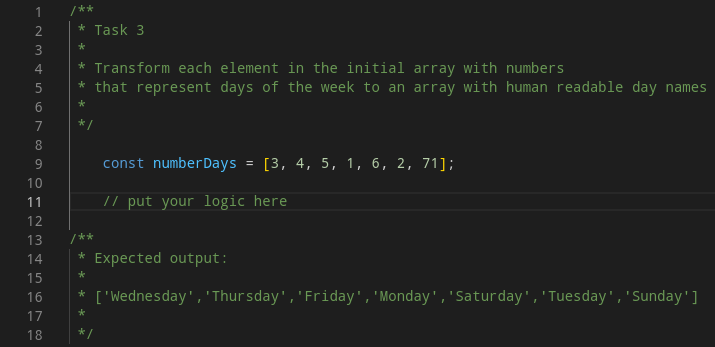 1 /**
2 * Task 3
3 *
4 * Transform each element in the initial array with numbers
5 * that represent days of the week to an array with human readable day names
6 *
7 */
8
9 const numberDays = [3, 4, 5, 1, 6, 2, 71];
10
11 // put your logic here
12
13 /**
14 * Expected output:
15 *
16 * ['Wednesday','Thursday','Friday','Monday','Saturday','Tuesday','Sunday']
17 *
18 */